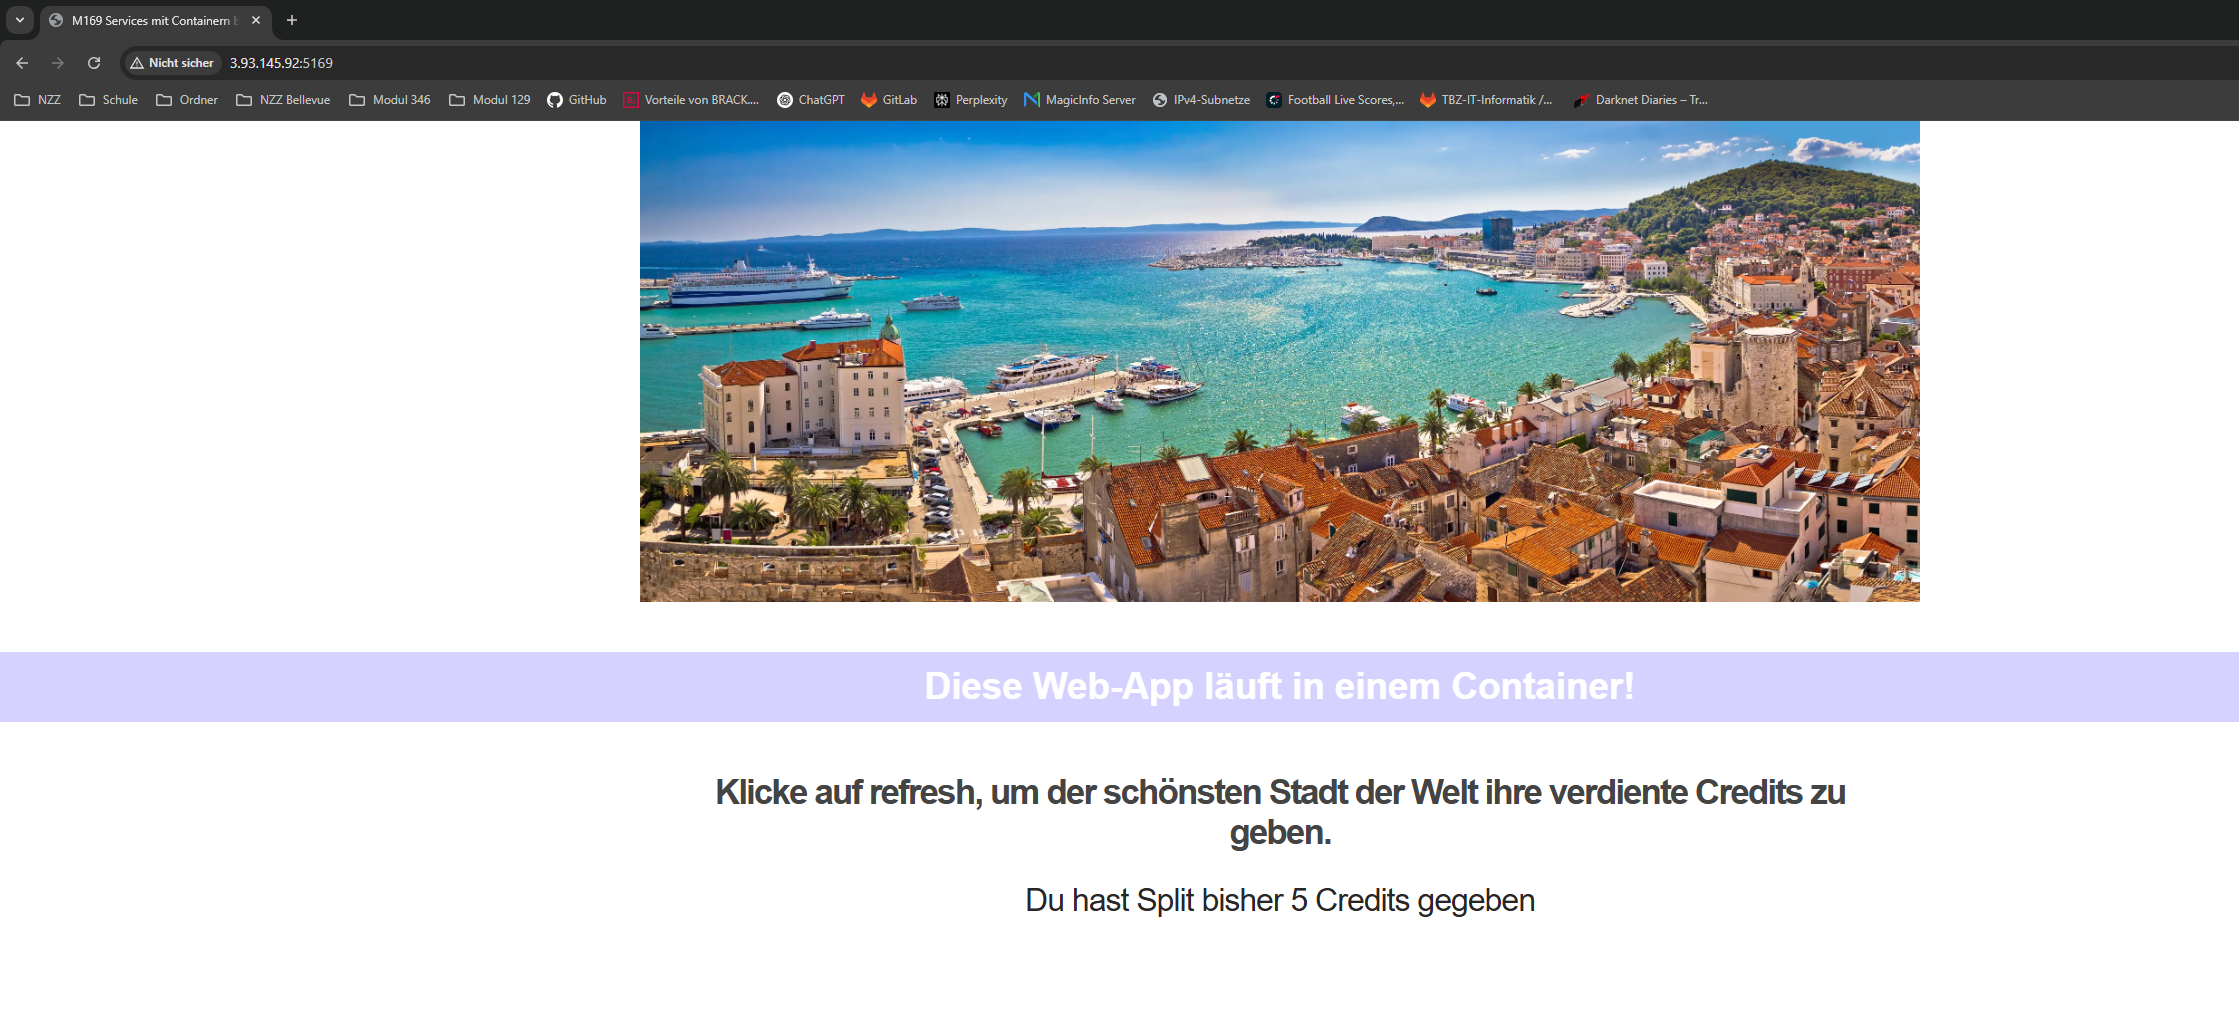 M169 Services mit Containern
Nicht sicher 3.93.145.92:5169
NZZ Schule Ordner NZZ Bellevue Modul 346 Modul 129 GitHub Vorteile von BRACK.... ChatGPT GitLab Perplexity MagicInfo Server IPv4-Subnetze Football Live Scores,... TBZ-IT-Informatik /... Darknet Diaries – Tr...
Diese Web-App läuft in einem Container!
Klicke auf refresh, um der schönsten Stadt der Welt ihre verdiente Credits zu
geben.
Du hast Split bisher 5 Credits gegeben